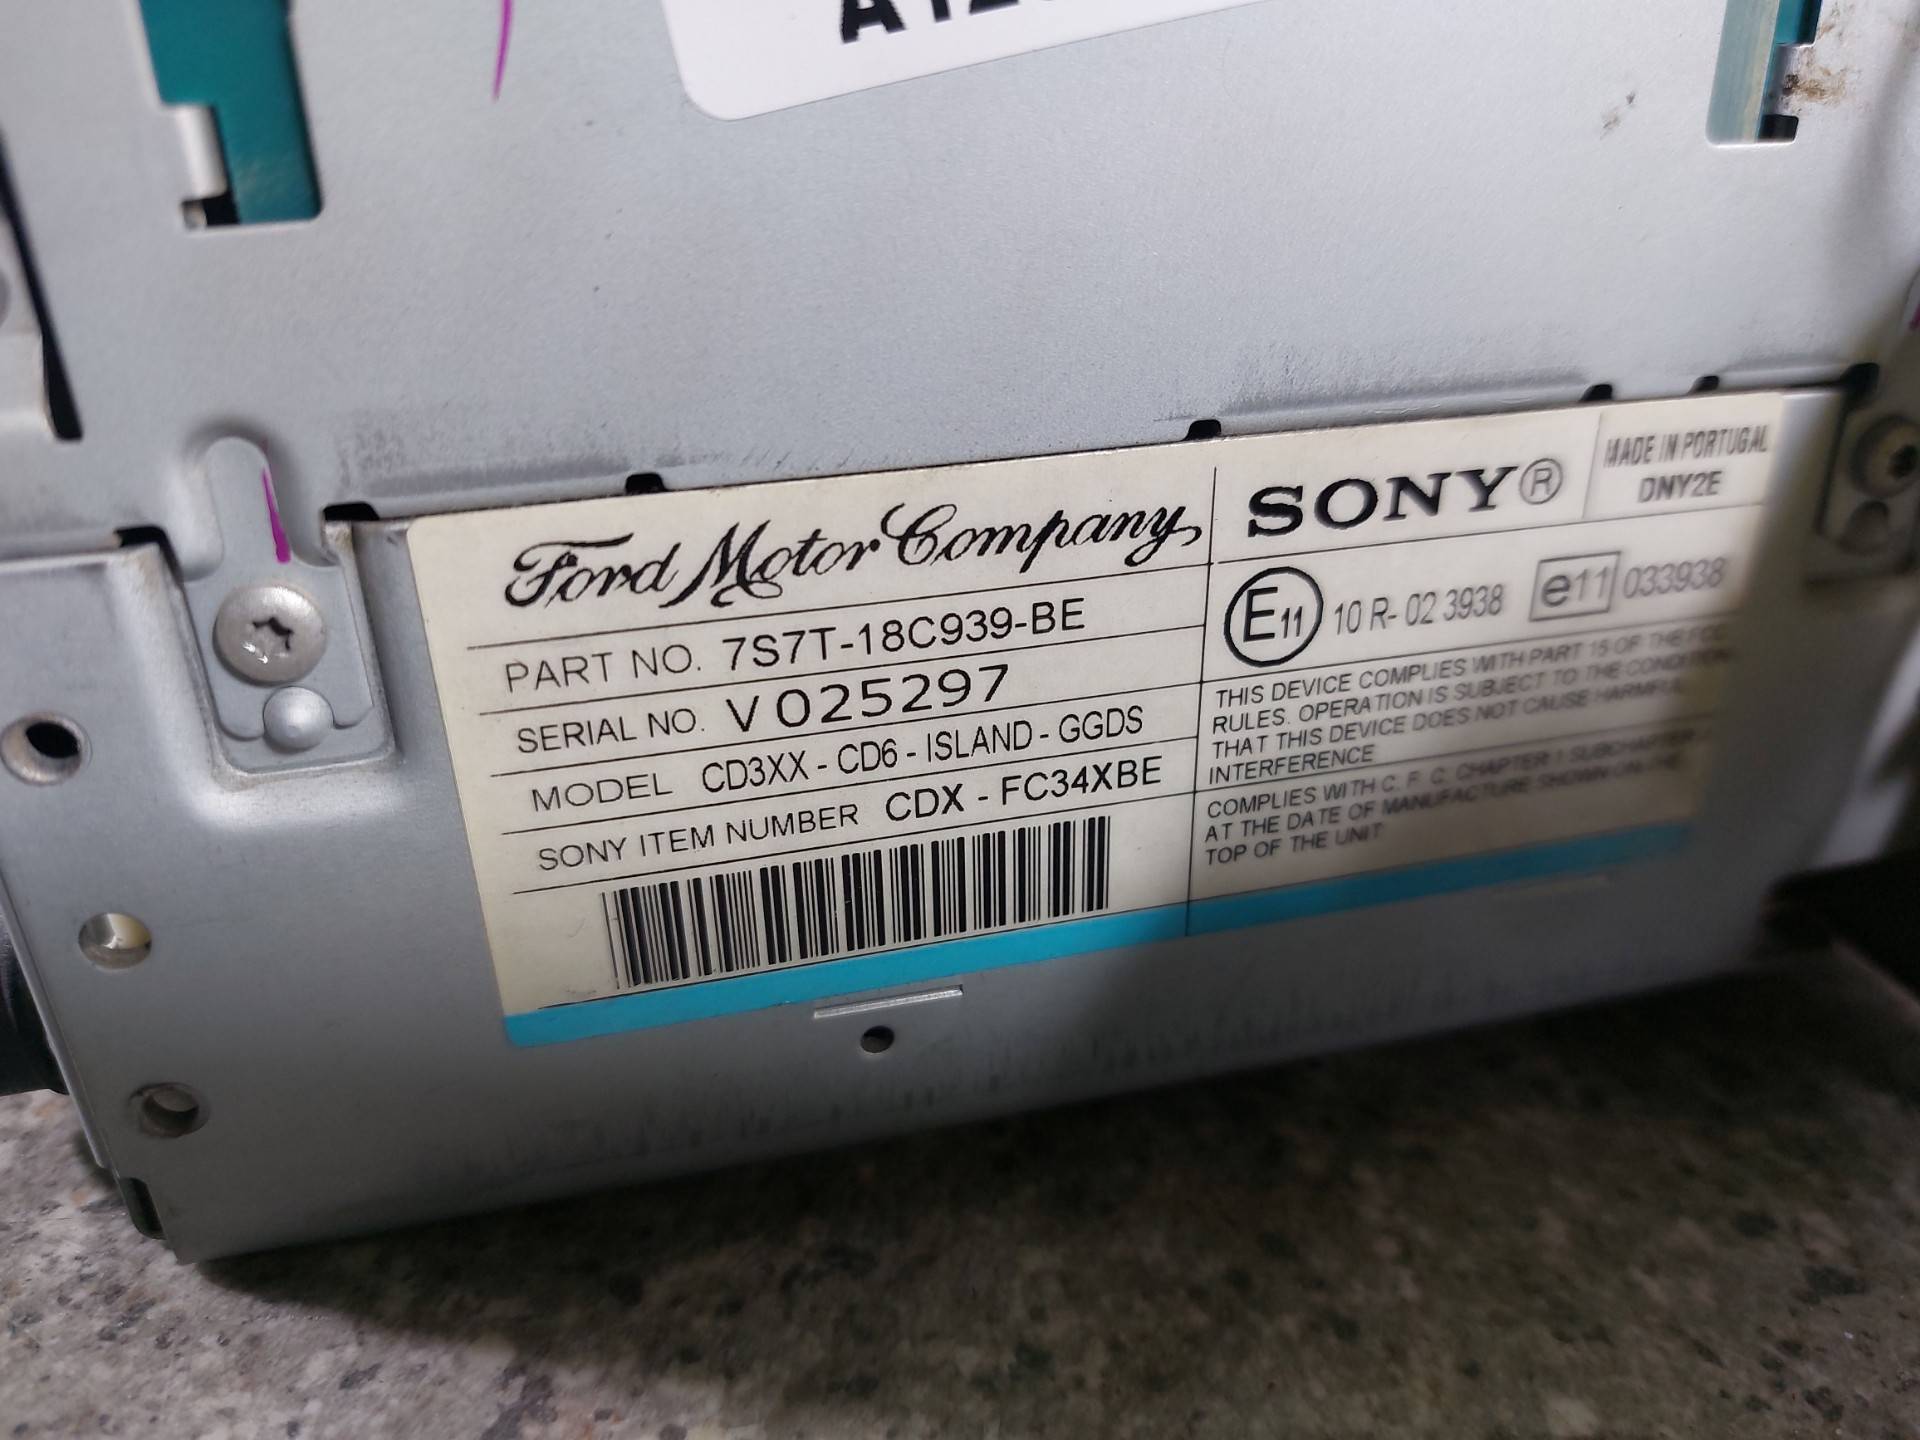 Ford Motor Company
PART NO. 7S7T-18C939-BE
SERIAL NO. V025297
MODEL CD3XX - CD6 - ISLAND - GGDS
SONY ITEM NUMBER CDX - FC34XBE
SONY®
MADE IN PORTUGAL
DNY2E
E11 10 R- 02 3938 e11 033938
THIS DEVICE COMPLIES WITH PART 15 OF THE FCC
RULES. OPERATION IS SUBJECT TO THE CONDITION
THAT THIS DEVICE DOES NOT CAUSE HARMFUL
INTERFERENCE
COMPLIES WITH C. F. C. CHAPTER 1 SUBCHAPTER
AT THE DATE OF MANUFACTURE SHOWN ON THE
TOP OF THE UNIT